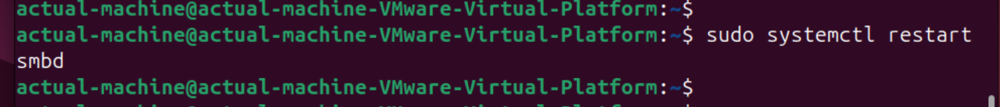 actual-machine@actual-machine-VMware-Virtual-Platform:~$
actual-machine@actual-machine-VMware-Virtual-Platform:~$ sudo systemctl restart
smbd
actual-machine@actual-machine-VMware-Virtual-Platform:~$